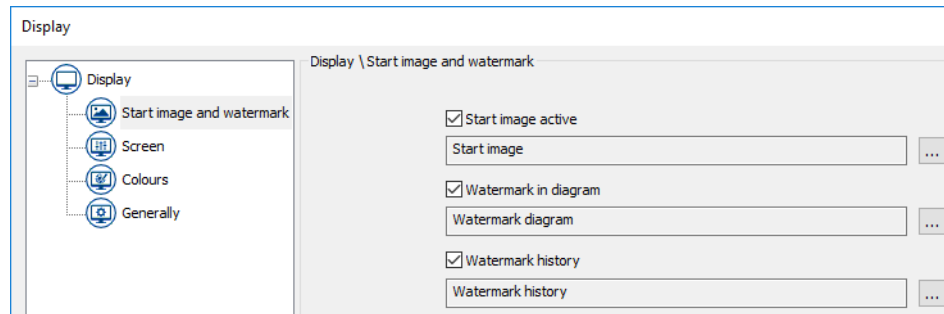 Display
Display
Start image and watermark
Screen
Colours
Generally
Display \ Start image and watermark
Start image active
Start image
...
Watermark in diagram
Watermark diagram
...
Watermark history
Watermark history
...